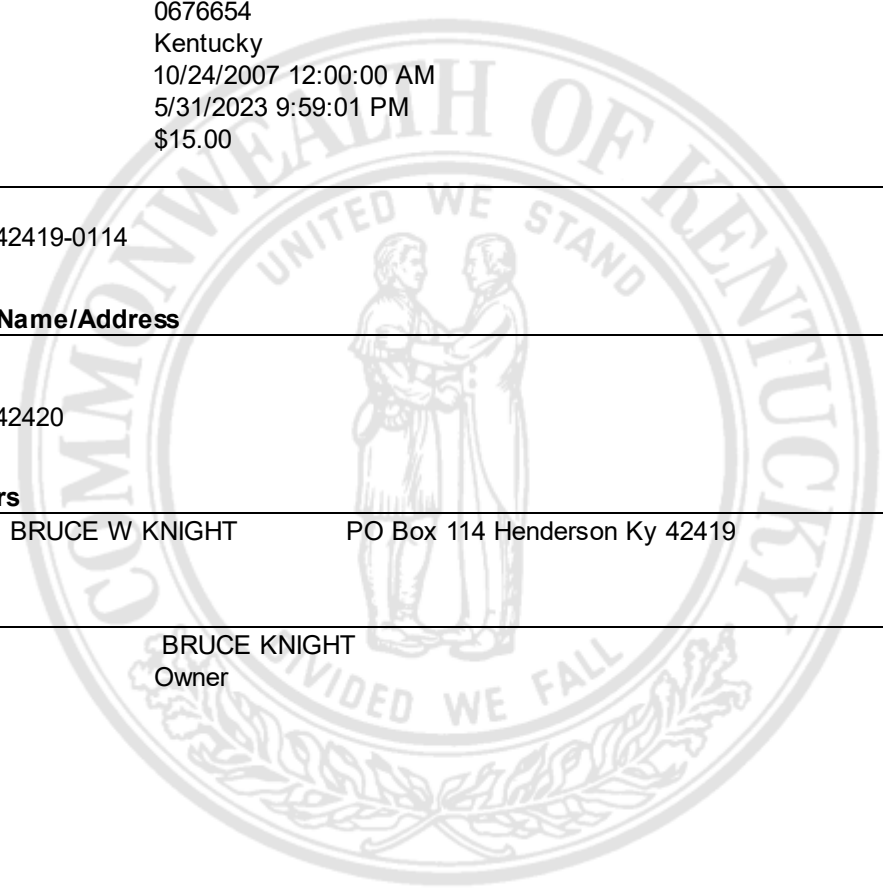 0676654
Kentucky
10/24/2007 12:00:00 AM
5/31/2023 9:59:01 PM
$15.00
42419-0114
Name/Address
42420
rs
BRUCE W KNIGHT PO Box 114 Henderson Ky 42419
BRUCE KNIGHT
Owner
COMMONWEALTH OF KENTUCKY
UNITED WE STAND
DIVIDED WE FALL